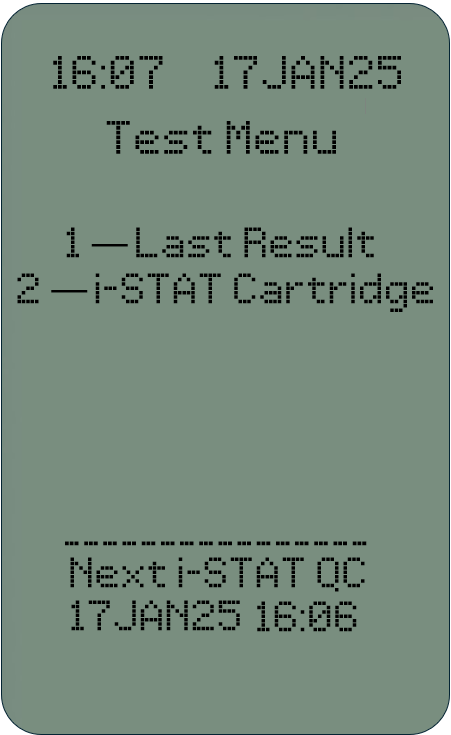 16:07 17JAN25
Test Menu
1 — Last Result
2 — i-STAT Cartridge
Next i-STAT QC
17JAN25 16:06